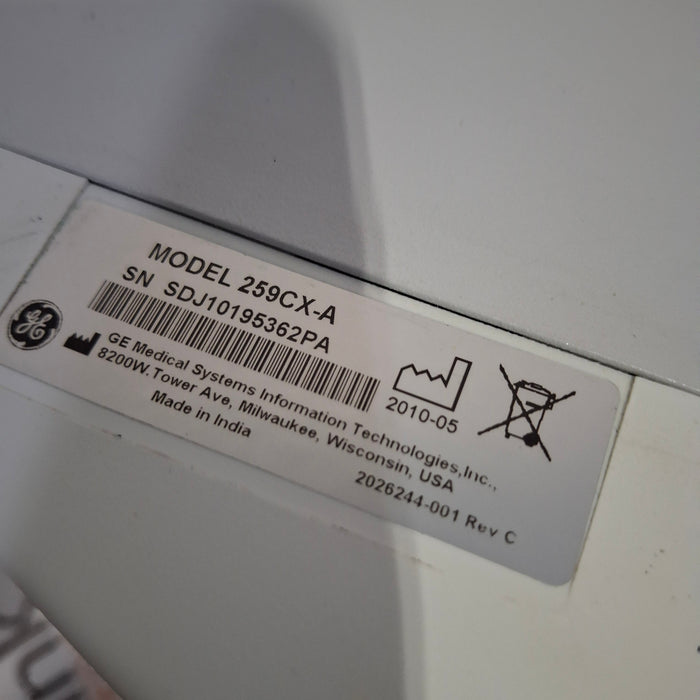 MODEL 259CX-A
SN SDJ10195362PA
GE
GE Medical Systems Information Technologies,Inc.,
8200W.Tower Ave, Milwaukee, Wisconsin, USA
Made in India
2010-05
2026244-001 Rev C